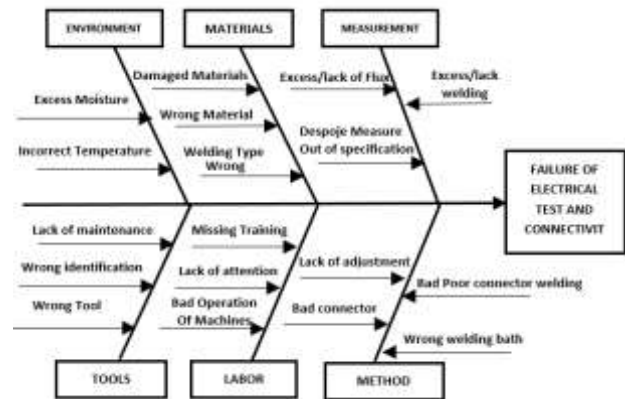 ENVIRONMENT
MATERIALS
MEASUREMENT
Damaged Materials
Excess/lack of Flux
Excess/lack
welding
Excess Moisture
Wrong Material
Despoje Measure
Out of specification
Incorrect Temperature
Welding Type
Wrong
FAILURE OF
ELECTRICAL
TEST AND
CONNECTIVIT
Lack of maintenance
Missing Training
Wrong identification
Lack of attention
Lack of adjustment
Bad Poor connector welding
Wrong Tool
Bad Operation
Of Machines
Bad connector
Wrong welding bath
TOOLS
LABOR
METHOD